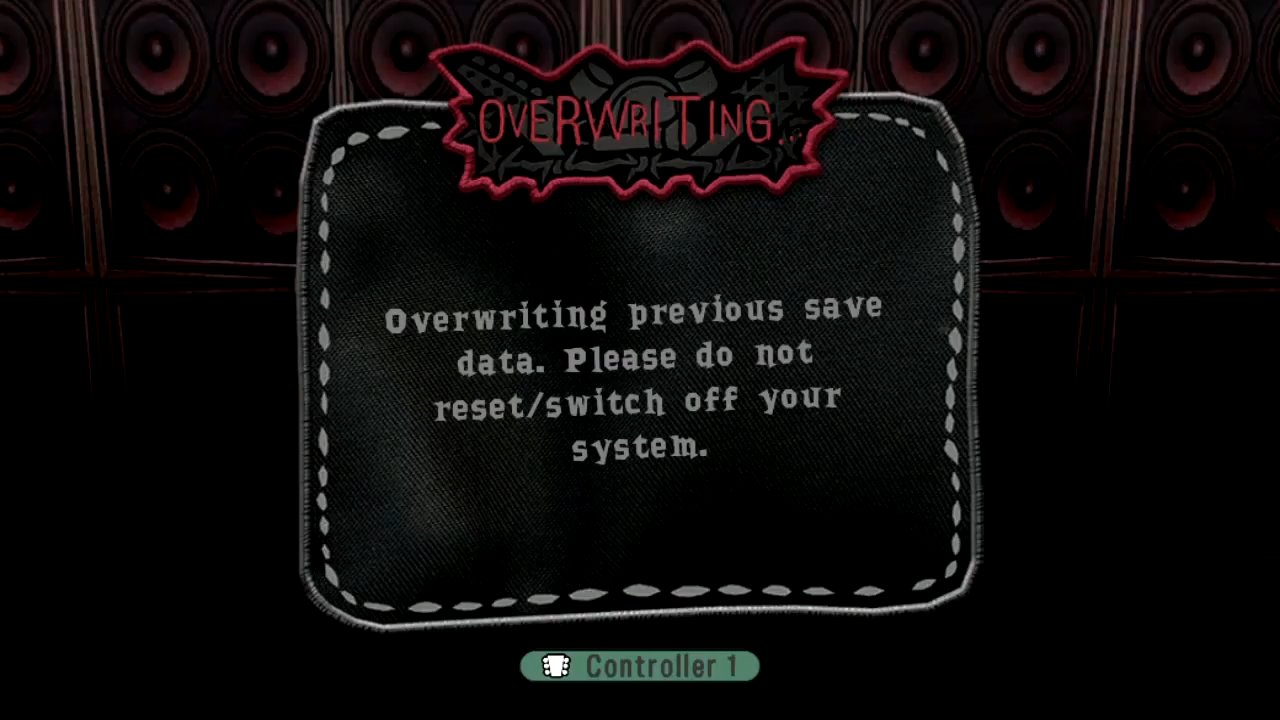 OVERWRITING...
Overwriting previous save
data. Please do not
reset/switch off your
system.
Controller 1